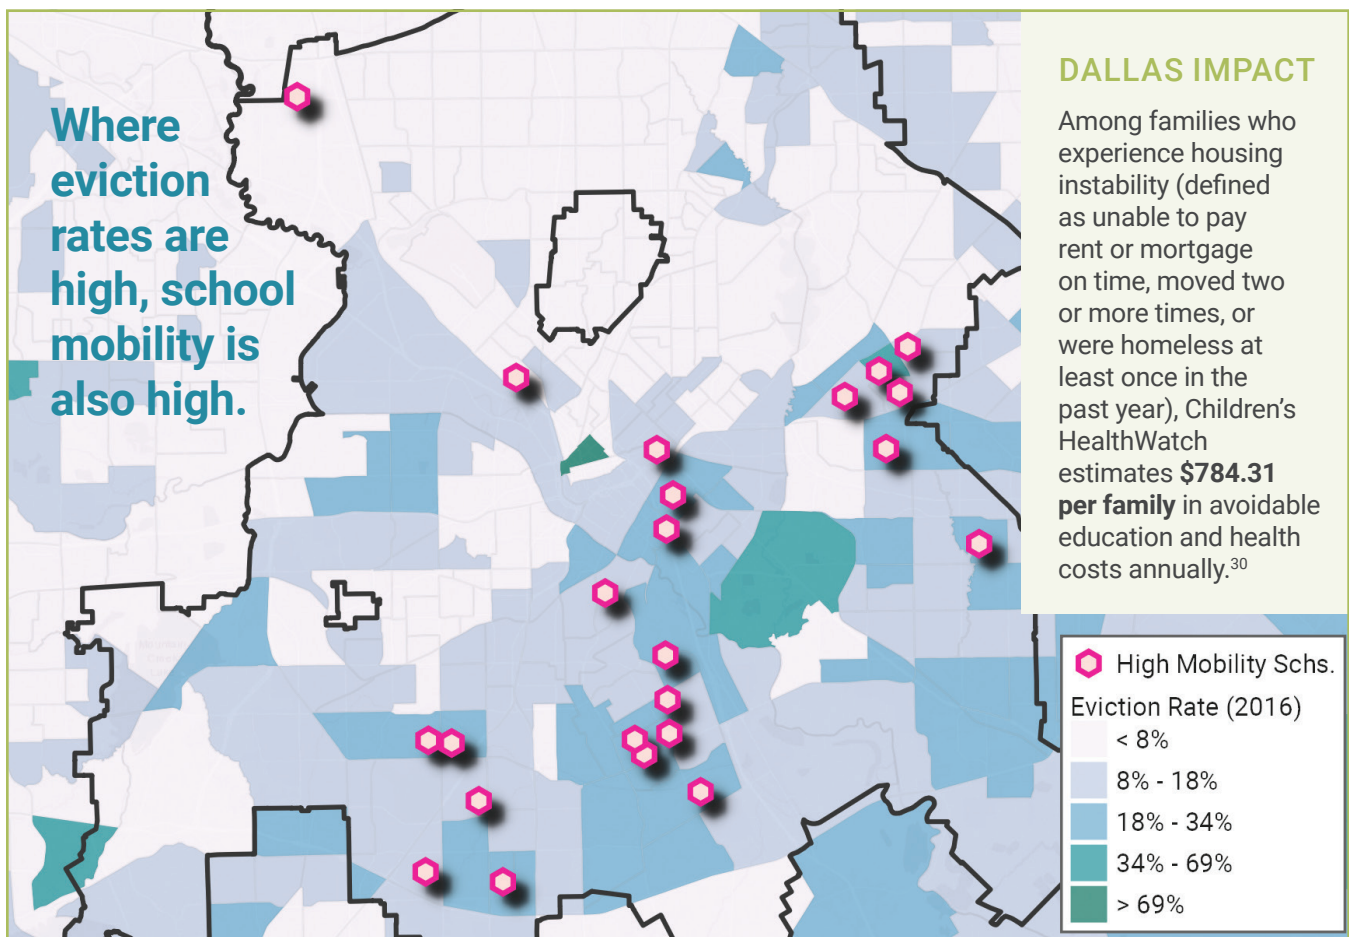 Where
eviction
rates are
high, school
mobility is
also high.
DALLAS IMPACT
Among families who
experience housing
instability (defined
as unable to pay
rent or mortgage
on time, moved two
or more times, or
were homeless at
least once in the
past year), Children’s
HealthWatch
estimates $784.31
per family in avoidable
education and health
costs annually.30
High Mobility Schs.
Eviction Rate (2016)
< 8%
8% - 18%
18% - 34%
34% - 69%
> 69%